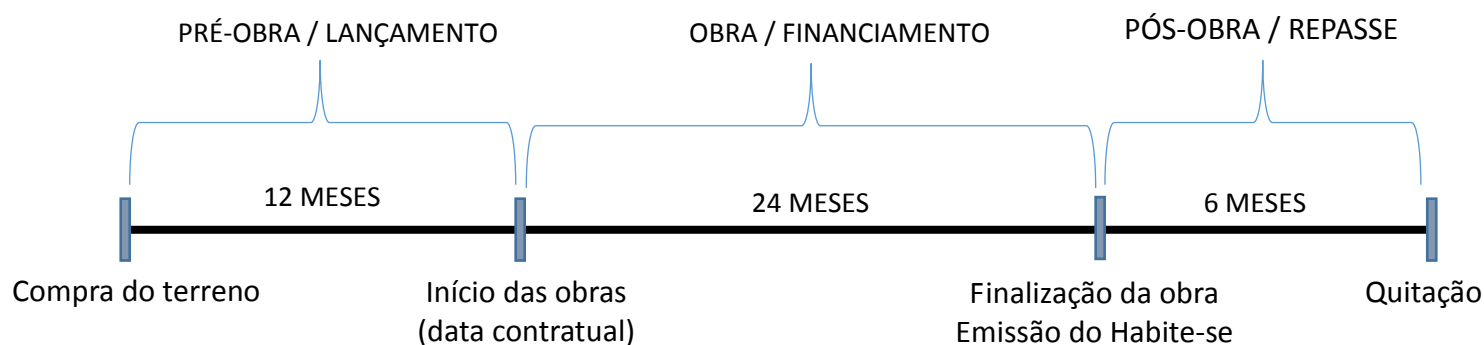 PRÉ-OBRA / LANÇAMENTO
OBRA / FINANCIAMENTO
PÓS-OBRA / REPASSE
12 MESES
24 MESES
6 MESES
Compra do terreno
Início das obras
(data contratual)
Finalização da obra
Emissão do Habite-se
Quitação